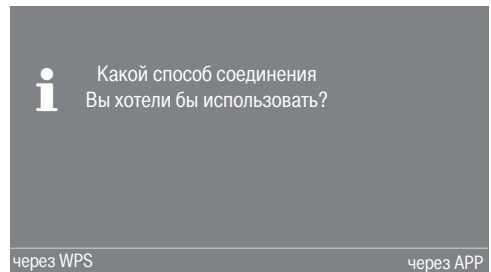 Какой способ соединения
Вы хотели бы использовать?
через WPS
через APP